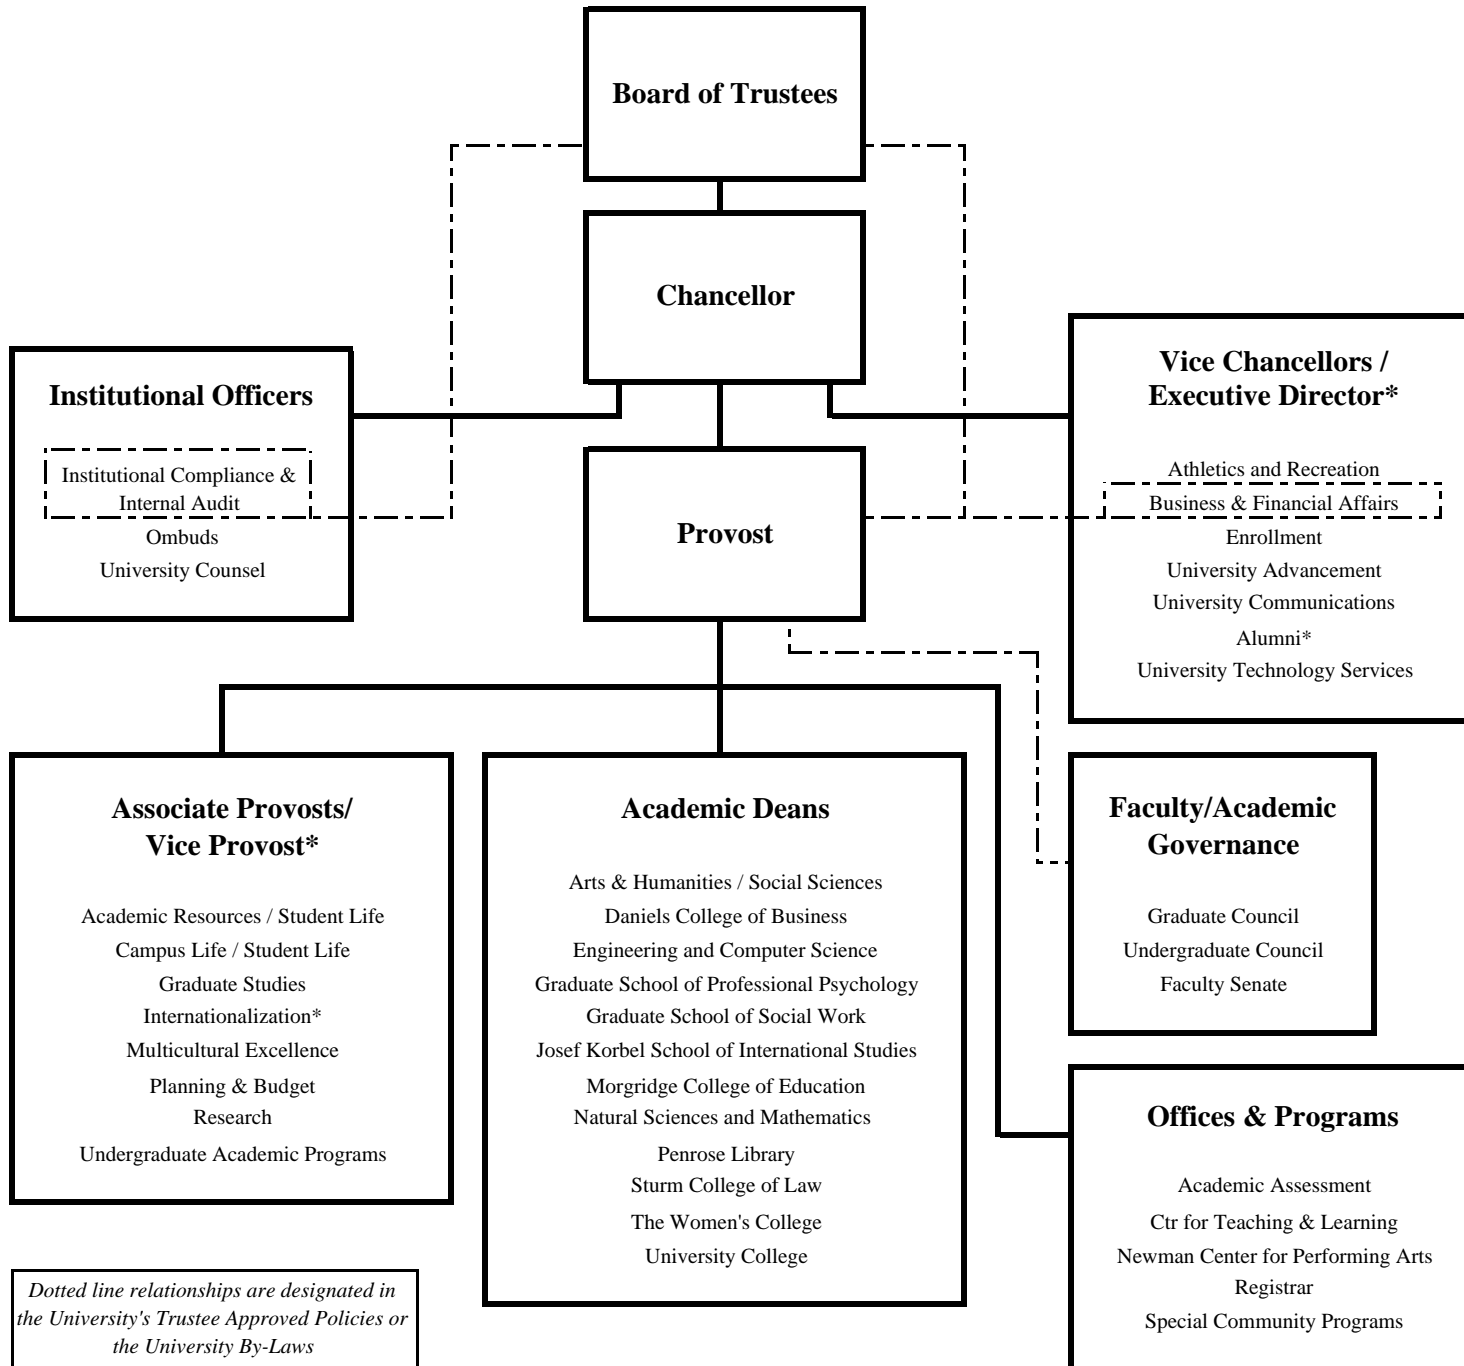 Board of Trustees
Chancellor
Institutional Officers
Institutional Compliance &
Internal Audit
Ombuds
University Counsel
Vice Chancellors /
Executive Director*
Athletics and Recreation
Business & Financial Affairs
Enrollment
University Advancement
University Communications
Alumni*
University Technology Services
Provost
Associate Provosts/
Vice Provost*
Academic Resources / Student Life
Campus Life / Student Life
Graduate Studies
Internationalization*
Multicultural Excellence
Planning & Budget
Research
Undergraduate Academic Programs
Academic Deans
Arts & Humanities / Social Sciences
Daniels College of Business
Engineering and Computer Science
Graduate School of Professional Psychology
Graduate School of Social Work
Josef Korbel School of International Studies
Morgridge College of Education
Natural Sciences and Mathematics
Penrose Library
Sturm College of Law
The Women's College
University College
Faculty/Academic
Governance
Graduate Council
Undergraduate Council
Faculty Senate
Offices & Programs
Academic Assessment
Ctr for Teaching & Learning
Newman Center for Performing Arts
Registrar
Special Community Programs
Dotted line relationships are designated in
the University's Trustee Approved Policies or
the University By-Laws